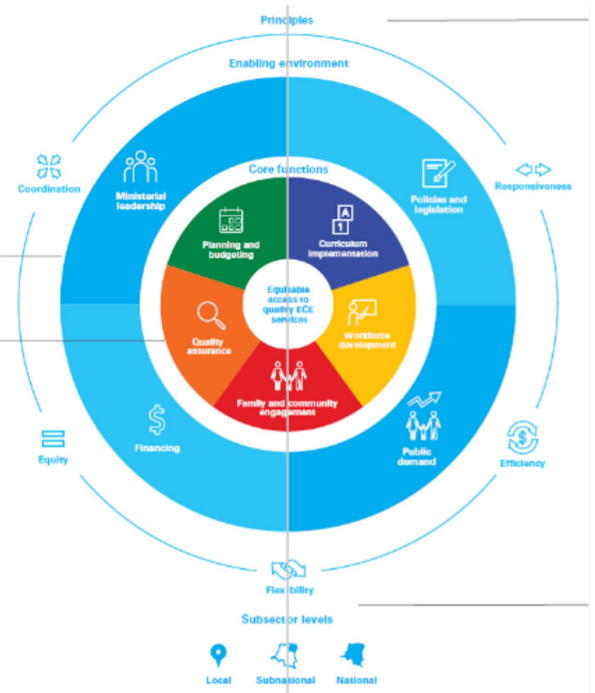 Principles
Enabling environment
Coordination
Responsiveness
Ministerial
leadership
Policies and
legislation
Core functions
Planning and
budgeting
Curriculum
implementation
A
1
Equitable
access to
quality ECE
services
Quality
assurance
Workforce
development
Family and community
engagement
$
Financing
Public
demand
Equity
$
Efficiency
Flexibility
Subsector levels
Local
Subnational
National